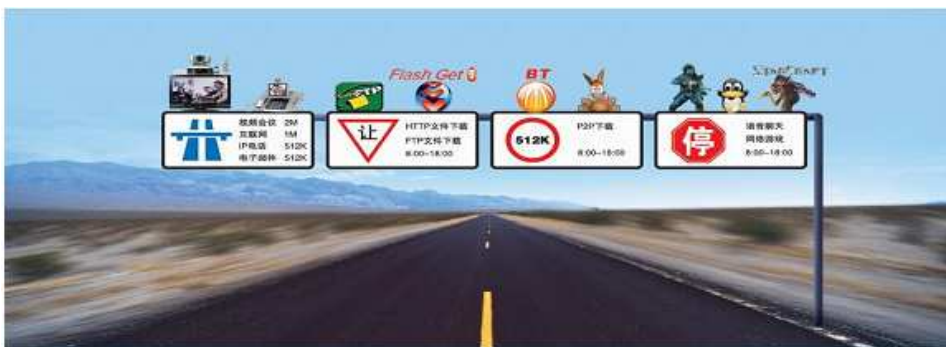 Flash Get
BT
STARCRAFT
FTP
视频会议 2M
互联网 1M
IP电话 512K
电子邮件 512K
让
HTTP文件下载
FTP文件下载
8:00-18:00
512K
P2P下载
8:00-18:00
停
语音聊天
网络游戏
8:00-18:00